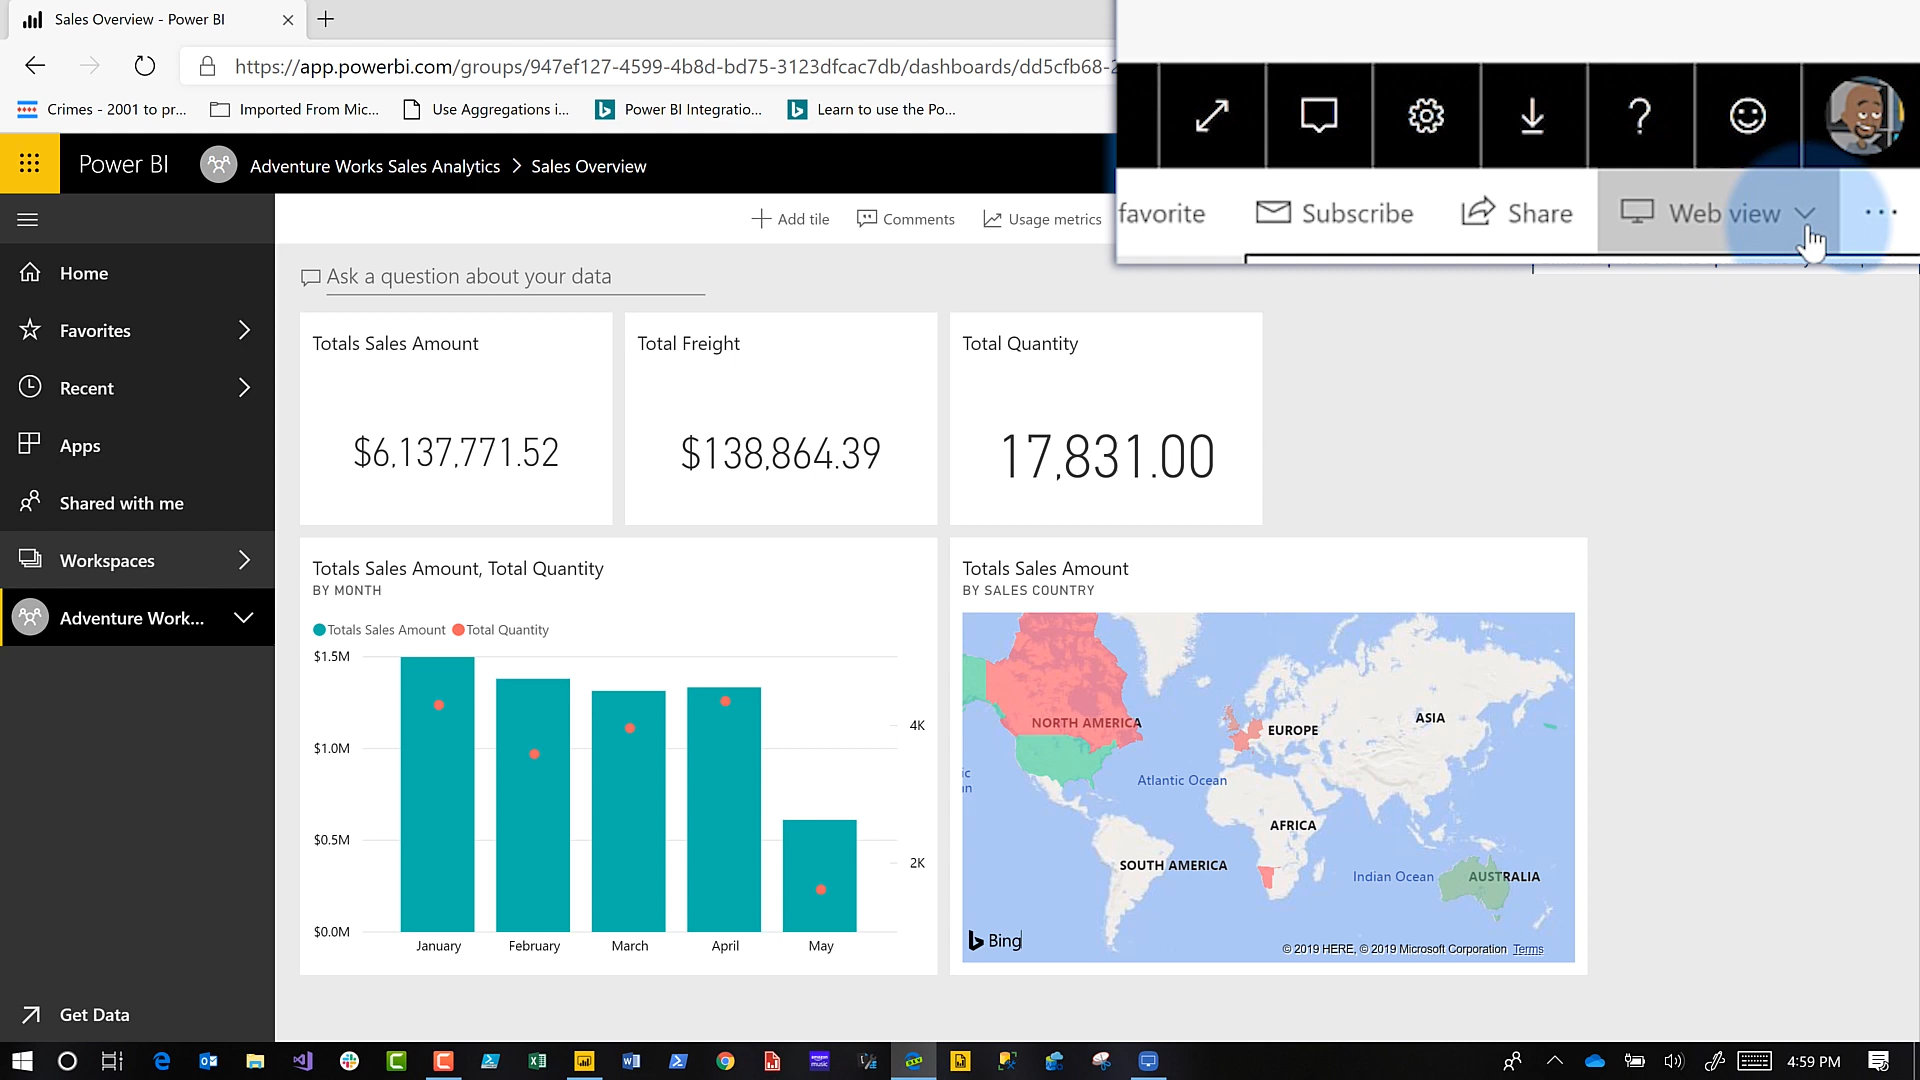 Sales Overview - Power BI
https://app.powerbi.com/groups/947ef127-4599-4b8d-bd75-3123dfcac7db/dashboards/dd5cfb68-2
Crimes - 2001 to pr...
Imported From Mic...
Use Aggregations i...
Power BI Integratio...
Learn to use the Po...
Power BI
Adventure Works Sales Analytics > Sales Overview
Add tile
Comments
Usage metrics
favorite
Subscribe
Share
Web view
Home
Favorites
Recent
Apps
Shared with me
Workspaces
Adventure Work...
Get Data
Ask a question about your data
Totals Sales Amount
$6,137,771.52
Total Freight
$138,864.39
Total Quantity
17,831.00
Totals Sales Amount, Total Quantity
BY MONTH
Totals Sales Amount Total Quantity
$1.5M
$1.0M
$0.5M
$0.0M
4K
2K
January
February
March
April
May
Totals Sales Amount
BY SALES COUNTRY
NORTH AMERICA
EUROPE
ASIA
Atlantic Ocean
AFRICA
SOUTH AMERICA
Indian Ocean
AUSTRALIA
Bing
© 2019 HERE, © 2019 Microsoft Corporation Terms
4:59 PM